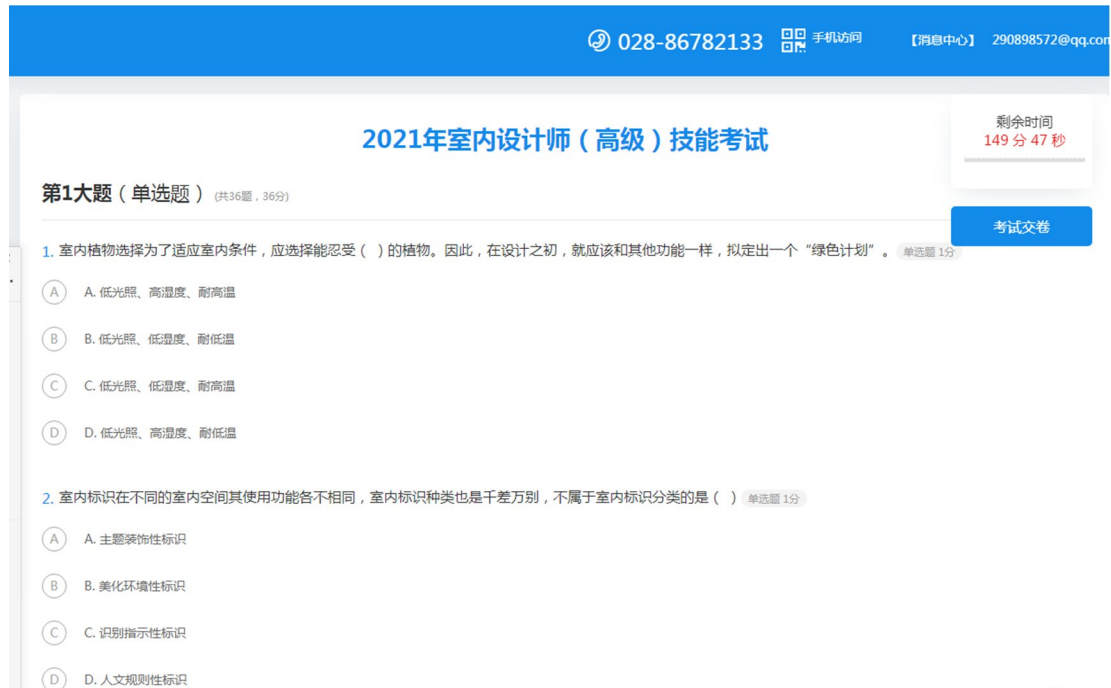 028-86782133 手机访问 【消息中心】 290898572@qq.con
2021年室内设计师（高级）技能考试
剩余时间
149 分 47 秒
考试交卷
第1大题（单选题） (共36题，36分)
1. 室内植物选择为了适应室内条件，应选择能忍受（ ）的植物。因此，在设计之初，就应该和其他功能一样，拟定出一个“绿色计划”。 单选题 1分
A A. 低光照、高湿度、耐高温
B B. 低光照、低湿度、耐低温
C C. 低光照、低湿度、耐高温
D D. 低光照、高湿度、耐低温
2. 室内标识在不同的室内空间其使用功能各不相同，室内标识种类也是千差万别，不属于室内标识分类的是（ ） 单选题 1分
A A. 主题装饰性标识
B B. 美化环境性标识
C C. 识别指示性标识
D D. 人文规则性标识